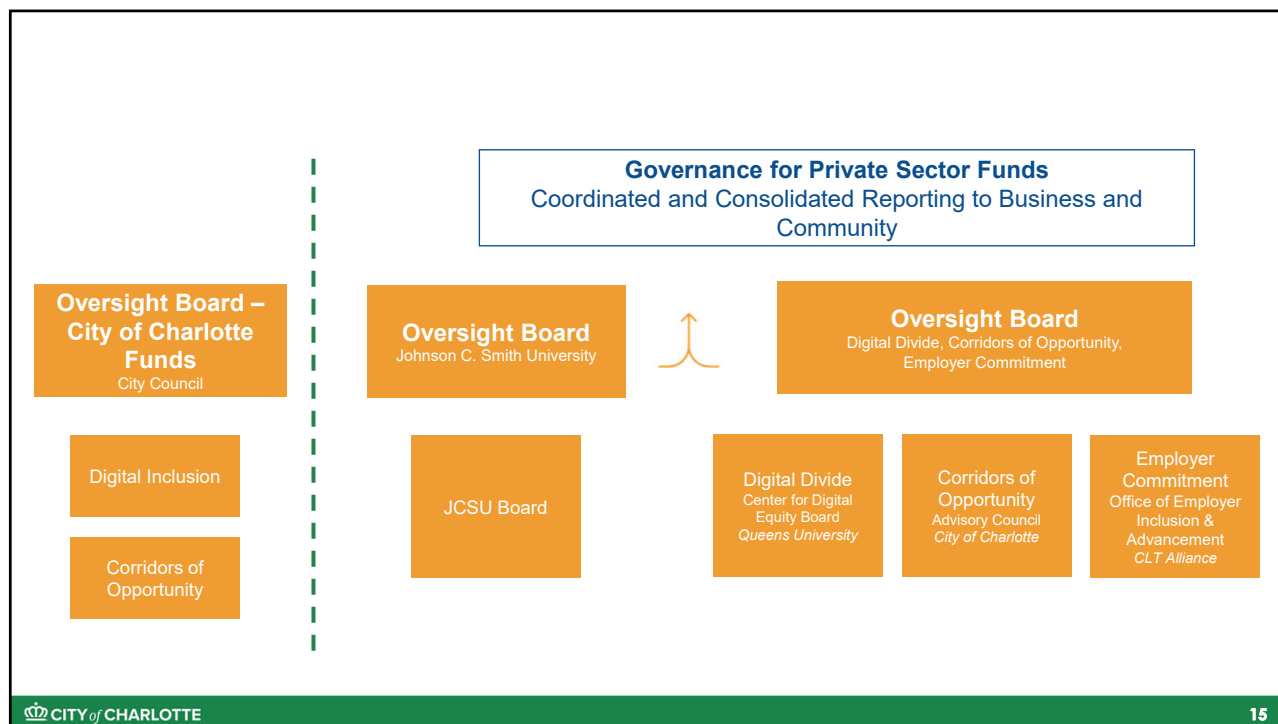 Governance for Private Sector Funds
Coordinated and Consolidated Reporting to Business and
Community
Oversight Board –
City of Charlotte
Funds
City Council
Digital Inclusion
Corridors of
Opportunity
Oversight Board
Johnson C. Smith University
JCSU Board
Oversight Board
Digital Divide, Corridors of Opportunity,
Employer Commitment
Digital Divide
Center for Digital
Equity Board
Queens University
Corridors of
Opportunity
Advisory Council
City of Charlotte
Employer
Commitment
Office of Employer
Inclusion &
Advancement
CLT Alliance
CITY of CHARLOTTE
15